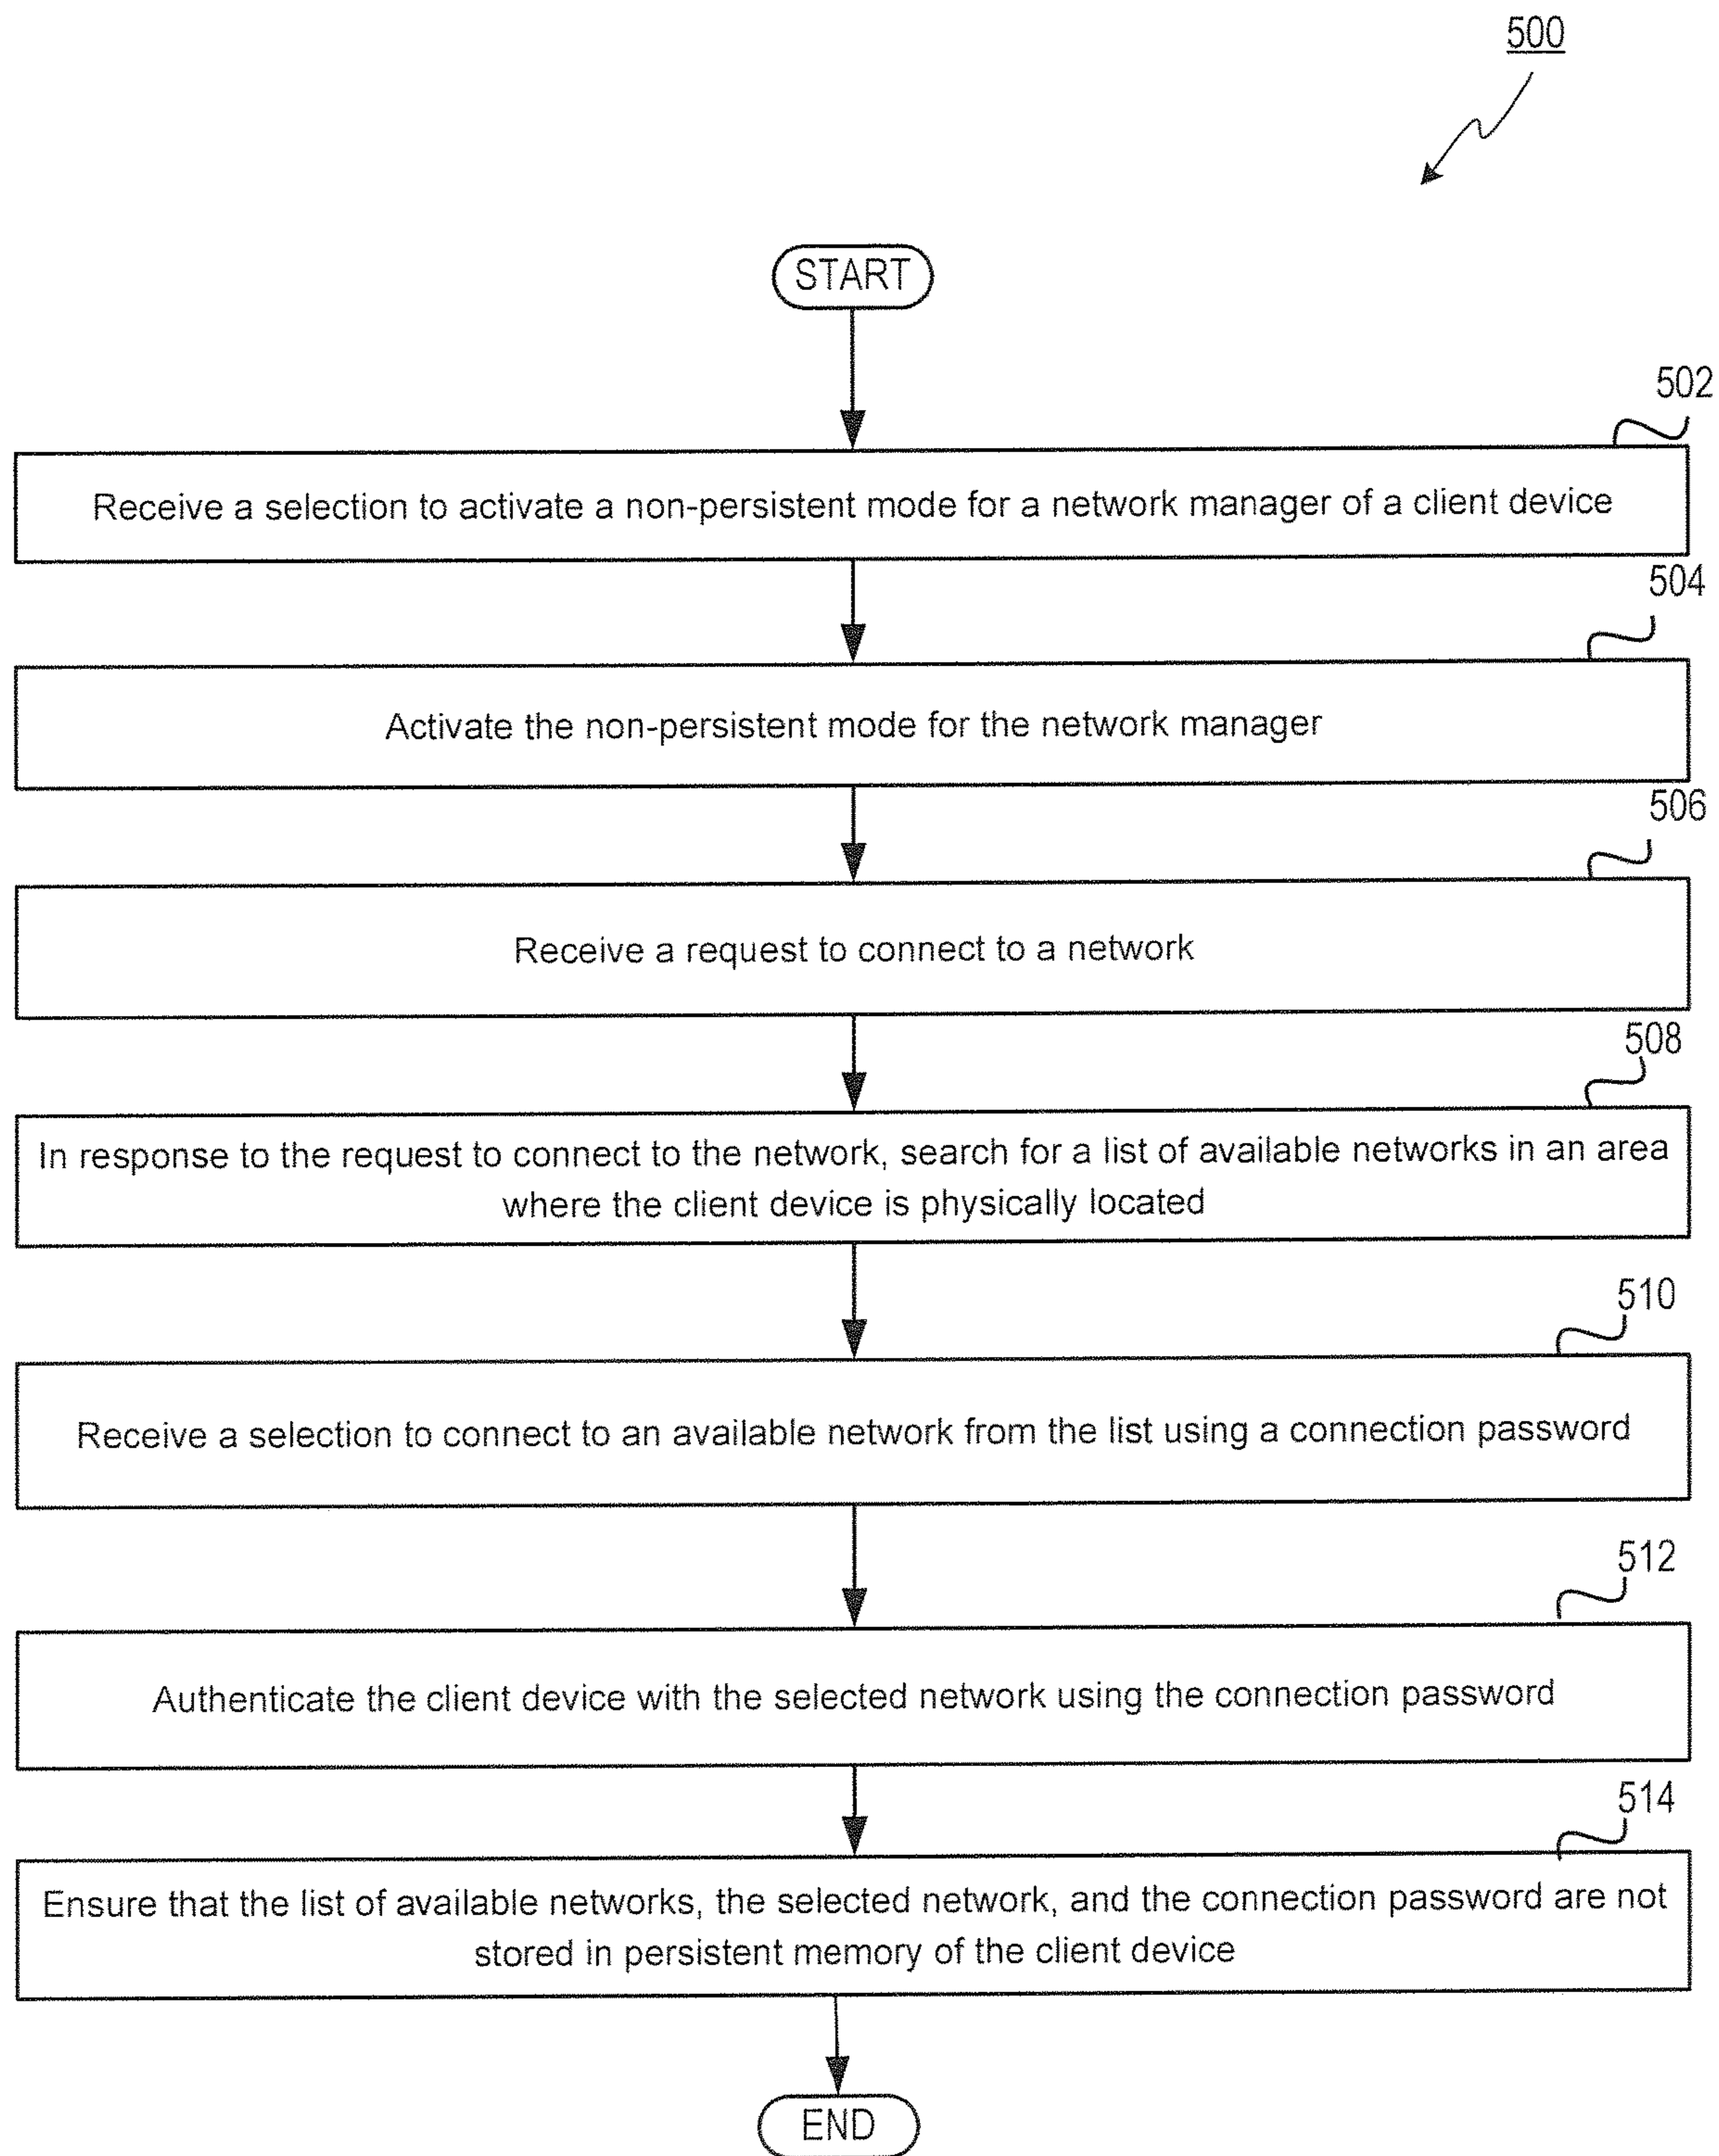 500
START
502
Receive a selection to activate a non-persistent mode for a network manager of a client device
504
Activate the non-persistent mode for the network manager
506
Receive a request to connect to a network
508
In response to the request to connect to the network, search for a list of available networks in an area
where the client device is physically located
510
Receive a selection to connect to an available network from the list using a connection password
512
Authenticate the client device with the selected network using the connection password
514
Ensure that the list of available networks, the selected network, and the connection password are not
stored in persistent memory of the client device
END